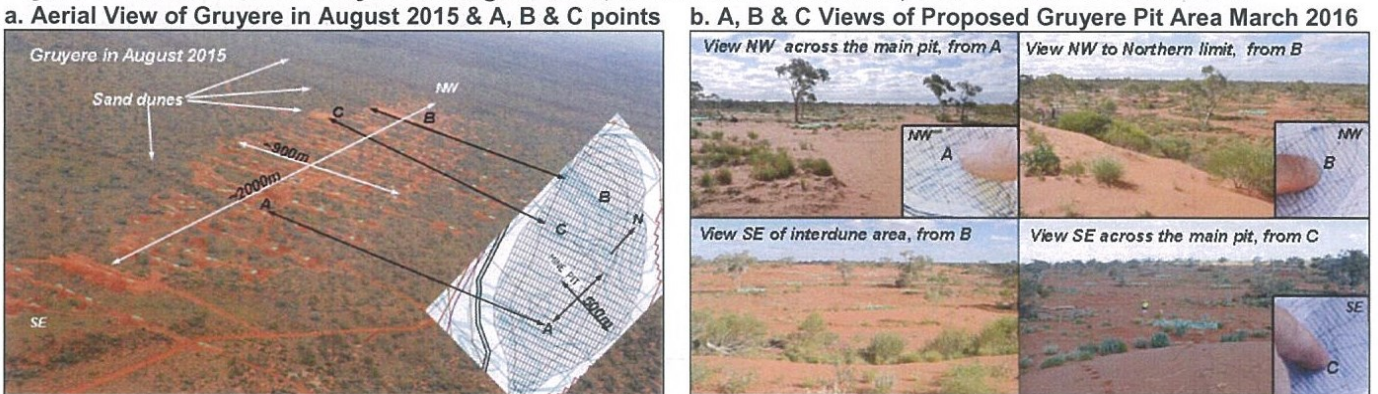 a. Aerial View of Gruyere in August 2015 & A, B & C points
Gruyere in August 2015
Sand dunes
NW
C
B
~900m
~2000m
A
SE
B
N
C
MINE PIT
500m
A
b. A, B & C Views of Proposed Gruyere Pit Area March 2016
View NW across the main pit, from A
NW
A
View NW to Northern limit, from B
NW
B
View SE of interdune area, from B
View SE across the main pit, from C
SE
C